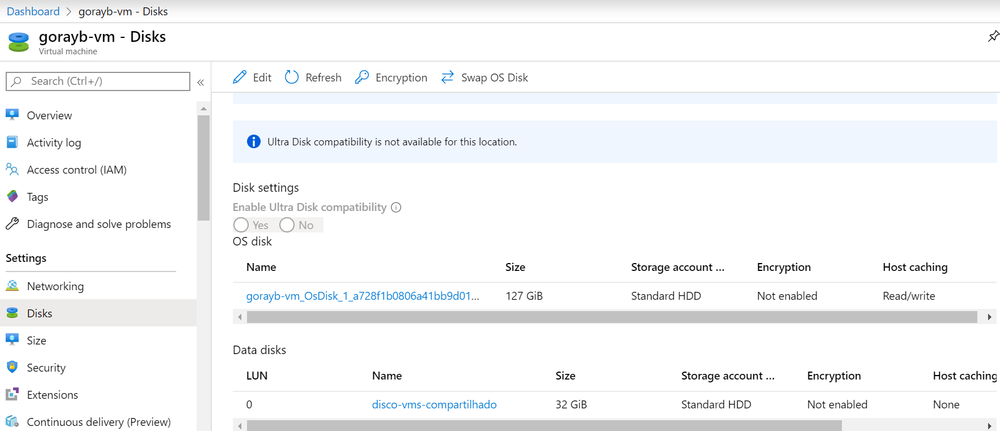 Dashboard > gorayb-vm - Disks
gorayb-vm - Disks
Virtual machine
Search (Ctrl+/)
«
Edit
Refresh
Encryption
Swap OS Disk
Overview
Activity log
Access control (IAM)
Tags
Diagnose and solve problems
Settings
Networking
Disks
Size
Security
Extensions
Continuous delivery (Preview)
Ultra Disk compatibility is not available for this location.
Disk settings
Enable Ultra Disk compatibility
Yes No
OS disk
Name Size Storage account ... Encryption Host caching
gorayb-vm_OsDisk_1_a728f1b0806a41bb9d01... 127 GiB Standard HDD Not enabled Read/write
Data disks
LUN Name Size Storage account ... Encryption Host caching
0 disco-vms-compartilhado 32 GiB Standard HDD Not enabled None